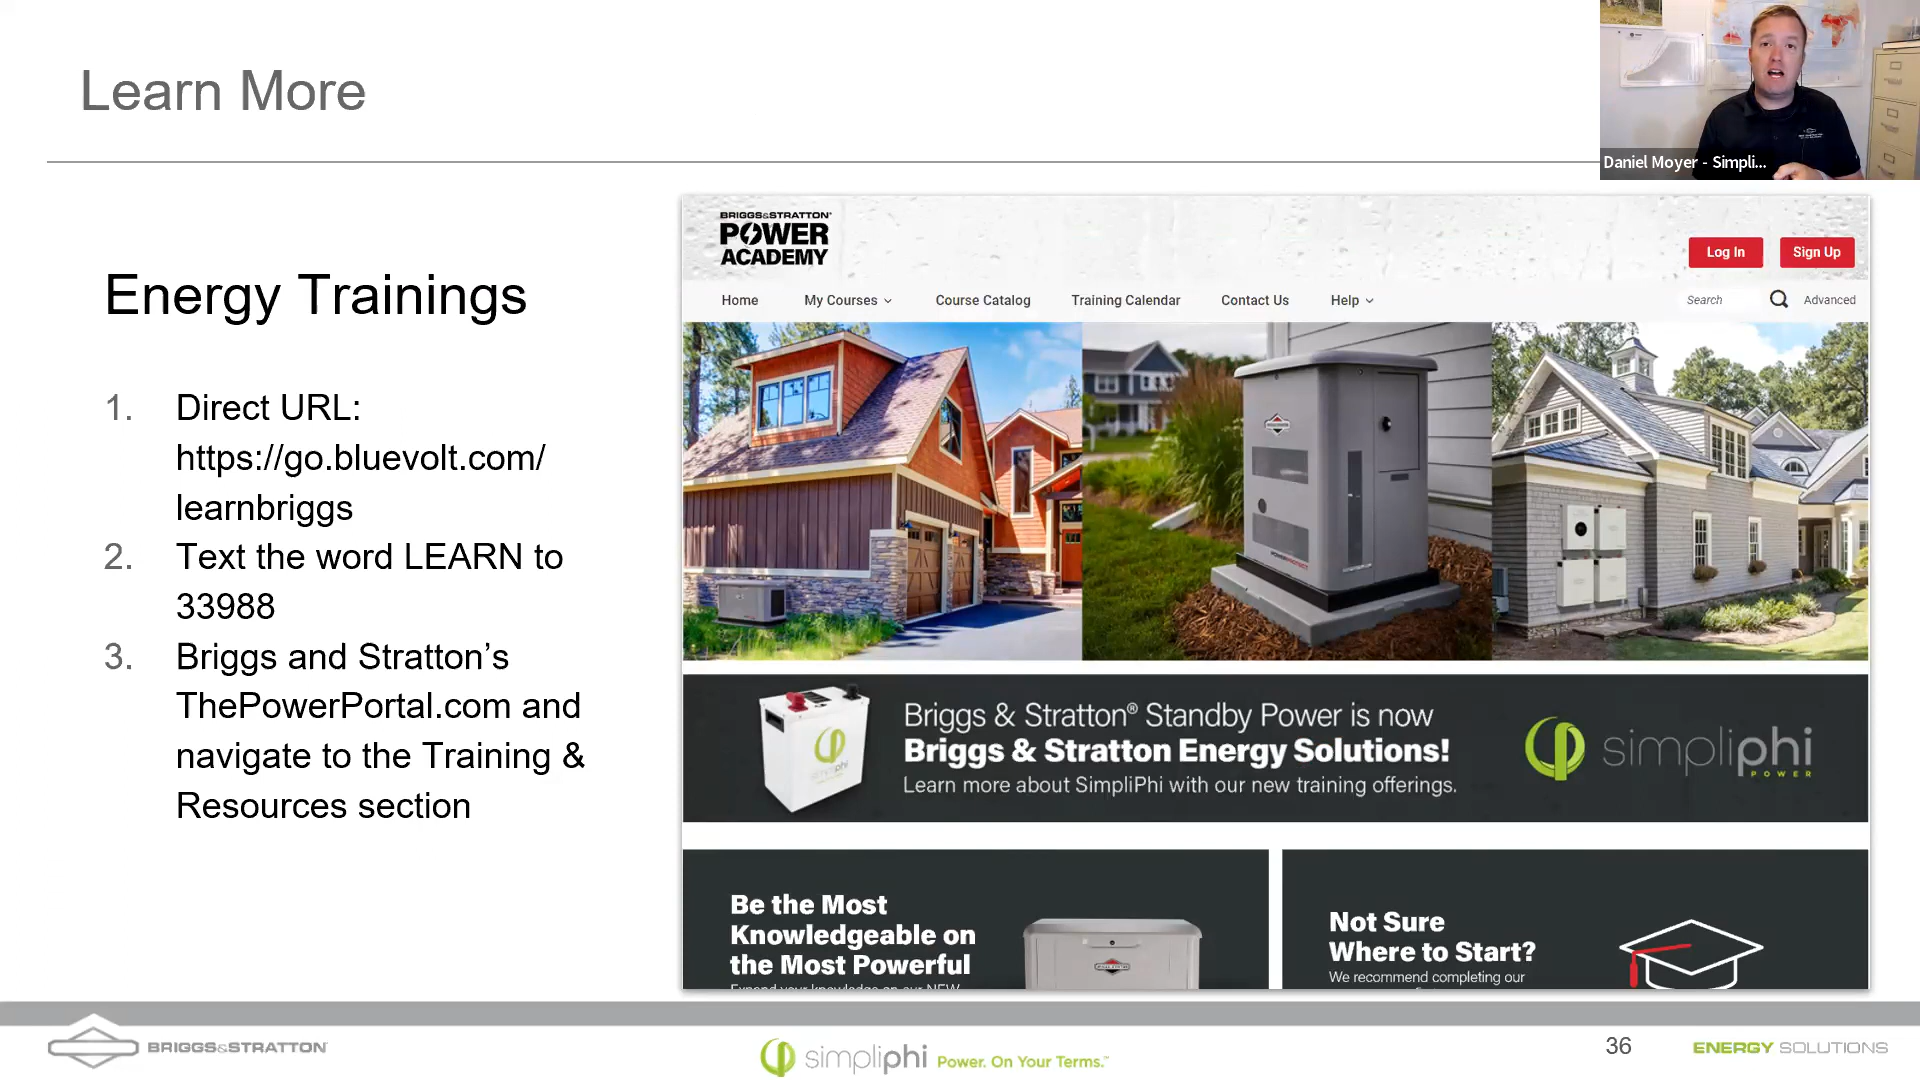 Learn More
Daniel Moyer - Simpli...
Energy Trainings
1. Direct URL:
https://go.bluevolt.com/
learnbriggs
2. Text the word LEARN to
33988
3. Briggs and Stratton’s
ThePowerPortal.com and
navigate to the Training &
Resources section
BRIGGS&STRATTON®
POWER
ACADEMY
Log In
Sign Up
Home
My Courses
Course Catalog
Training Calendar
Contact Us
Help
Search
Advanced
Briggs & Stratton® Standby Power is now
Briggs & Stratton Energy Solutions!
Learn more about SimpliPhi with our new training offerings.
simpliphi
POWER
Be the Most
Knowledgeable on
the Most Powerful
Not Sure
Where to Start?
We recommend completing our
BRIGGS&STRATTON
simpliphi Power. On Your Terms.™
36
ENERGY SOLUTIONS